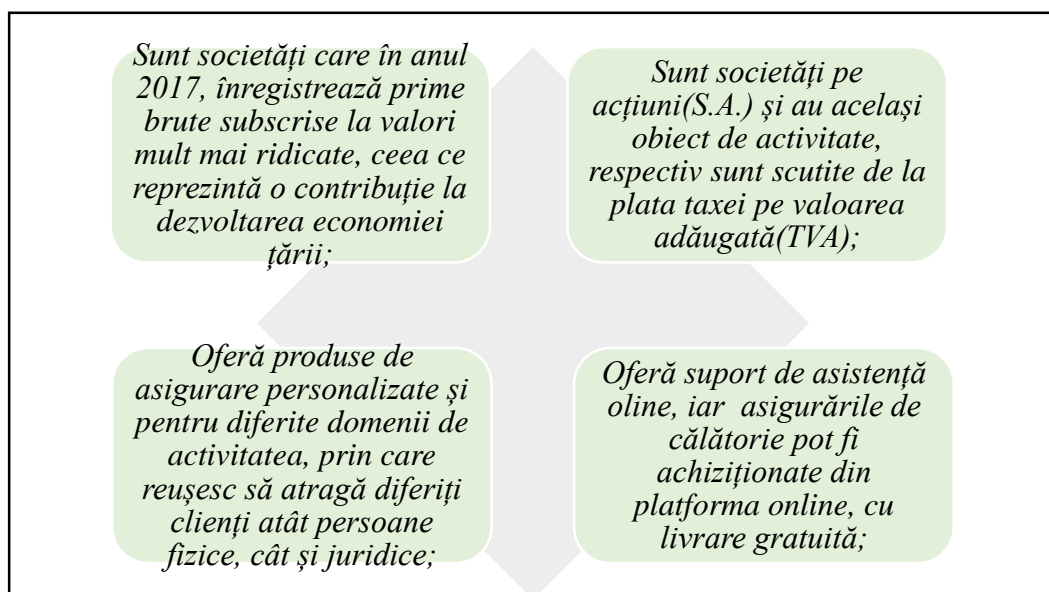 Sunt societăți care în anul
2017, înregistrează prime
brute subscrise la valori
mult mai ridicate, ceea ce
reprezintă o contribuție la
dezvoltarea economiei
țării;
Sunt societăți pe
acțiuni(S.A.) și au același
obiect de activitate,
respectiv sunt scutite de la
plata taxei pe valoarea
adăugată(TVA);
Oferă produse de
asigurare personalizate și
pentru diferite domenii de
activitatea, prin care
reușesc să atragă diferiți
clienți atât persoane
fizice, cât și juridice;
Oferă suport de asistență
oline, iar asigurările de
călătorie pot fi
achiziționate din
platforma online, cu
livrare gratuită;